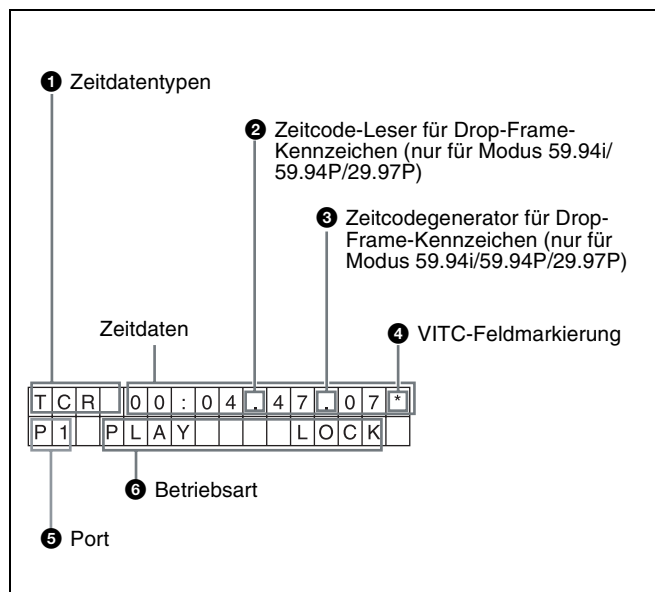 ❶ Zeitdatentypen
❷ Zeitcode-Leser für Drop-Frame-
Kennzeichen (nur für Modus 59.94i/
59.94P/29.97P)
❸ Zeitcodegenerator für Drop-
Frame-Kennzeichen (nur für
Modus 59.94i/59.94P/29.97P)
Zeitdaten
❹ VITC-Feldmarkierung
TCR 00:04.47.07*
P1 PLAY LOCK
❻ Betriebsart
❺ Port